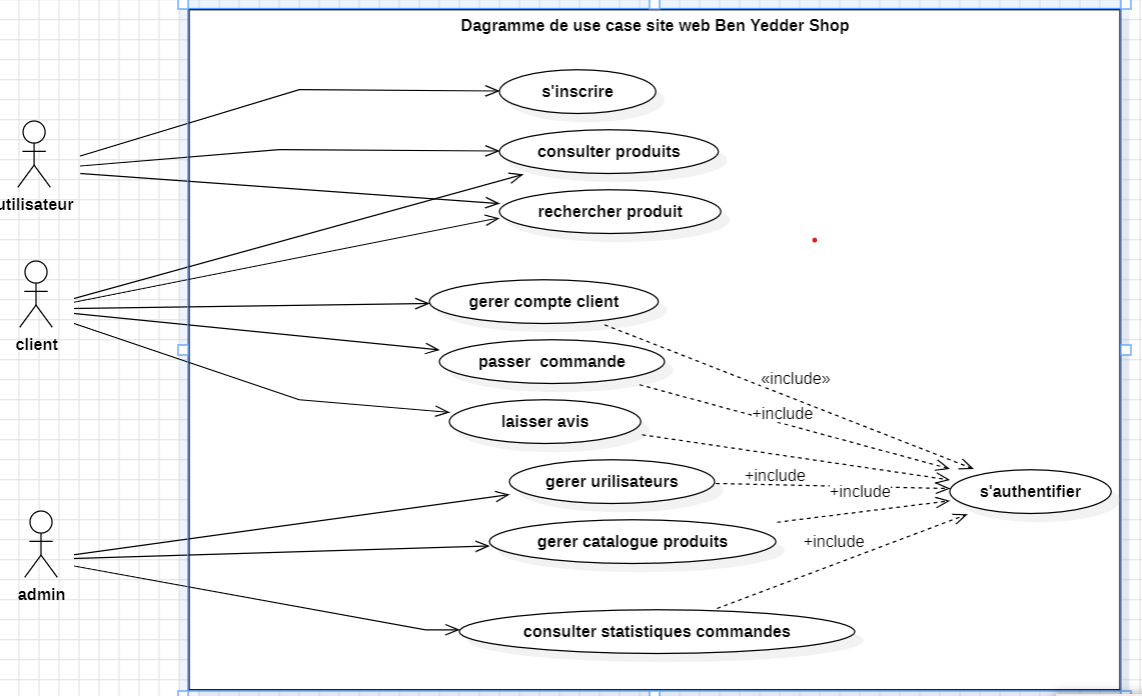 Dagramme de use case site web Ben Yedder Shop
s'inscrire
consulter produits
utilisateur
rechercher produit
gerer compte client
client
passer commande
«include»
+include
laisser avis
gerer urilisateurs
+include
+include
s'authentifier
gerer catalogue produits
+include
admin
consulter statistiques commandes